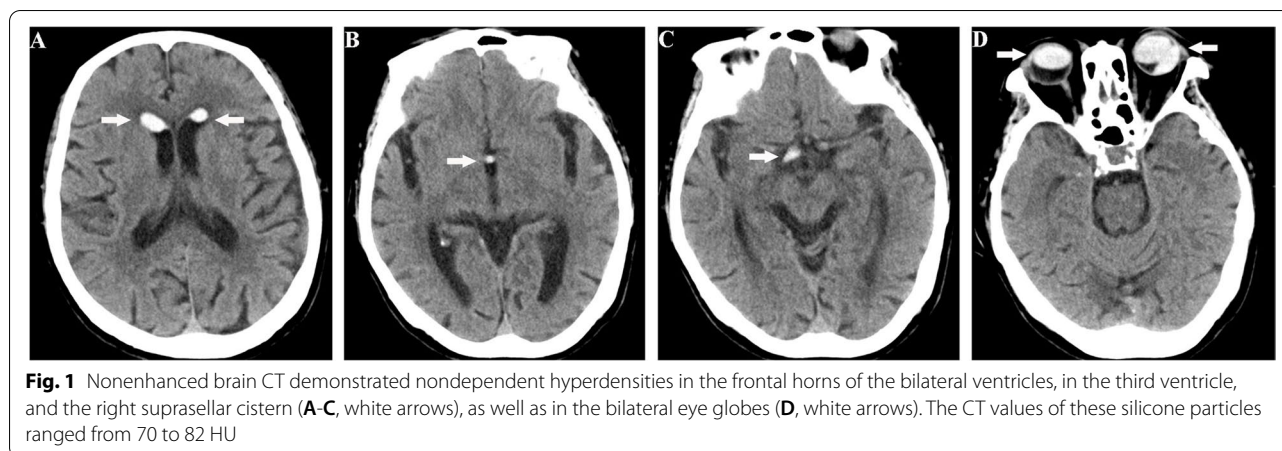 A
B
C
D
Fig. 1 Nonenhanced brain CT demonstrated nondependent hyperdensities in the frontal horns of the bilateral ventricles, in the third ventricle,
and the right suprasellar cistern (A-C, white arrows), as well as in the bilateral eye globes (D, white arrows). The CT values of these silicone particles
ranged from 70 to 82 HU